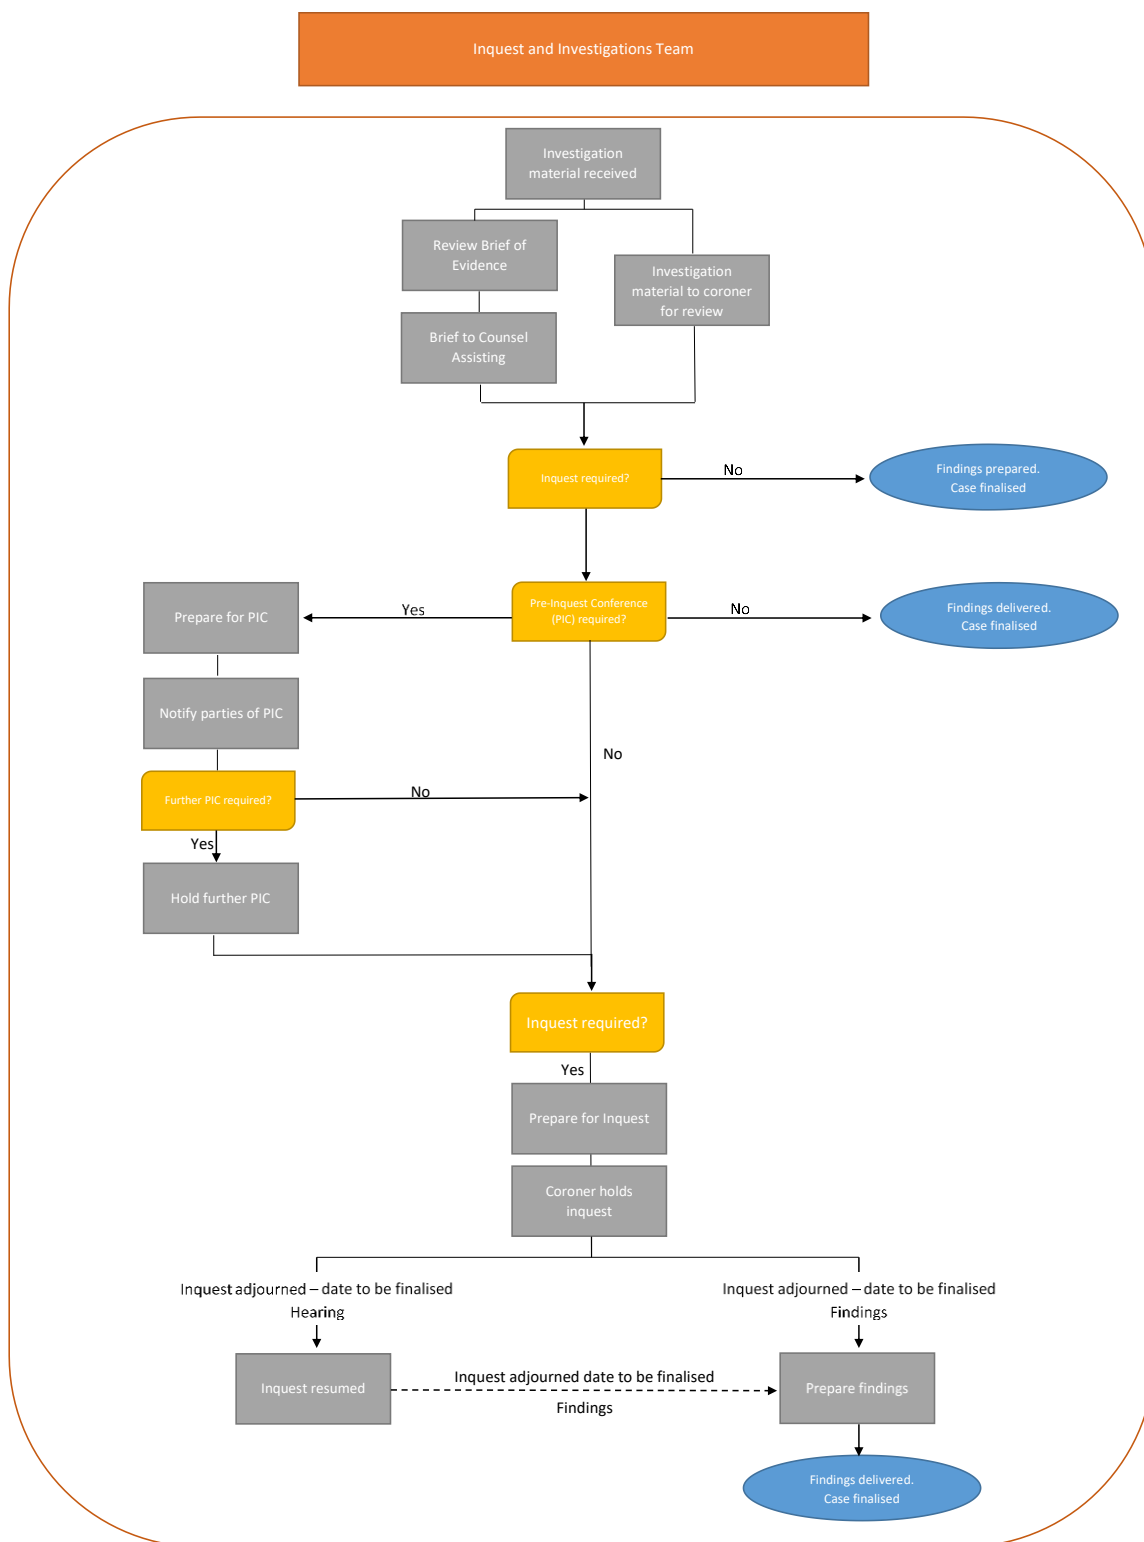 Inquest and Investigations Team
Investigation
material received
Review Brief of
Evidence
Investigation
material to coroner
for review
Brief to Counsel
Assisting
Inquest required?
No
Findings prepared.
Case finalised
Prepare for PIC
Yes
Pre-Inquest Conference
(PIC) required?
No
Findings delivered.
Case finalised
Notify parties of PIC
No
Further PIC required?
No
Yes
Hold further PIC
Inquest required?
Yes
Prepare for Inquest
Coroner holds
inquest
Inquest adjourned – date to be finalised
Hearing
Inquest adjourned – date to be finalised
Findings
Inquest resumed
Inquest adjourned date to be finalised
Findings
Prepare findings
Findings delivered.
Case finalised